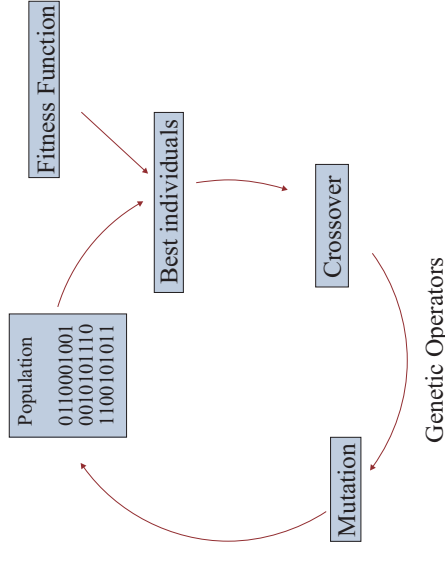 Population
0110001001
0010101110
1100101011
Fitness Function
Best individuals
Crossover
Mutation
Genetic Operators